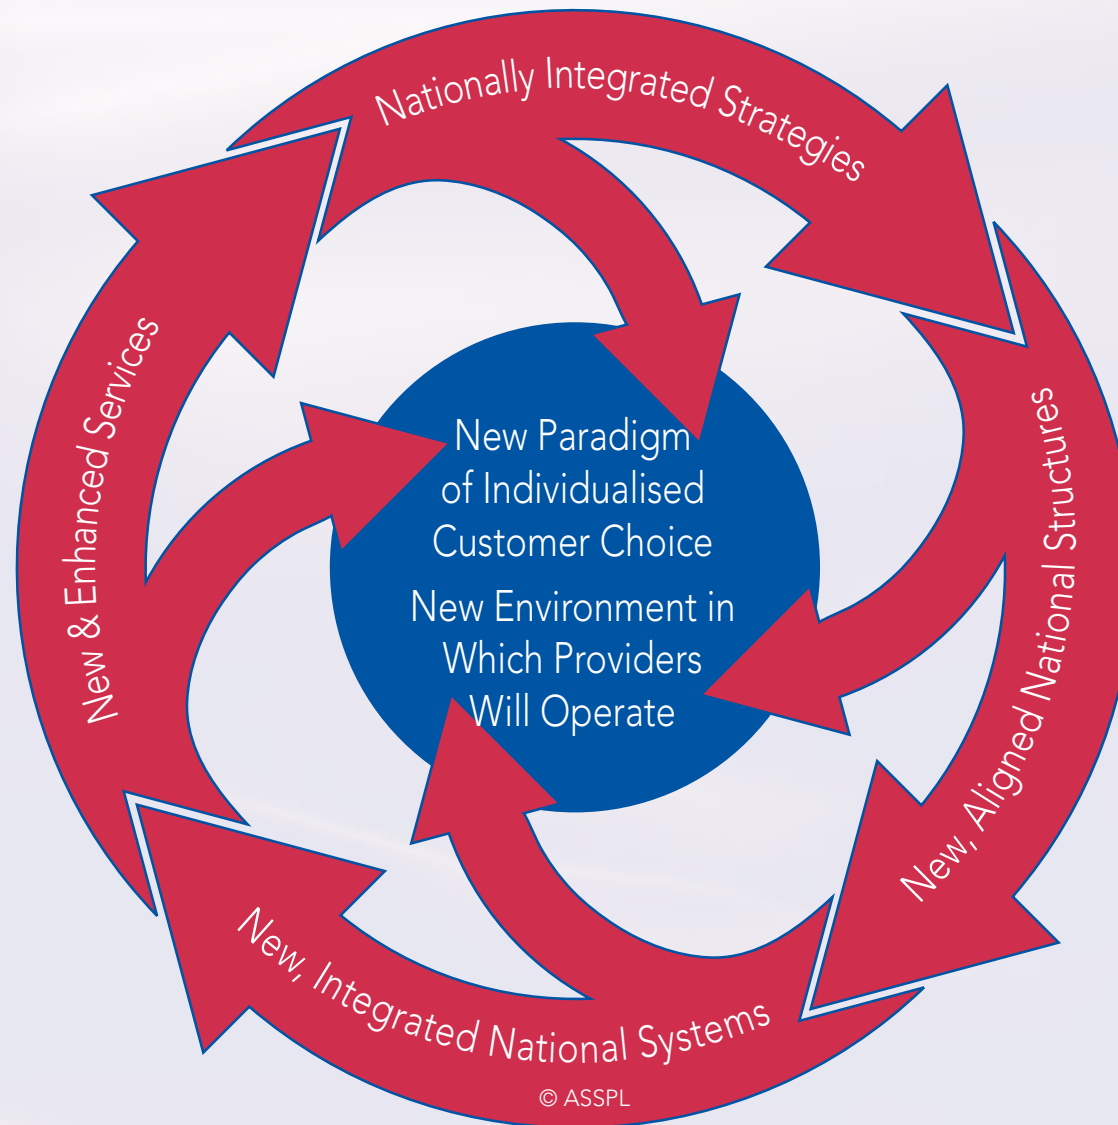 Nationally Integrated Strategies
New, Aligned National Structures
New, Integrated National Systems
New & Enhanced Services
New Paradigm
of Individualised
Customer Choice
New Environment in
Which Providers
Will Operate
© ASSPL